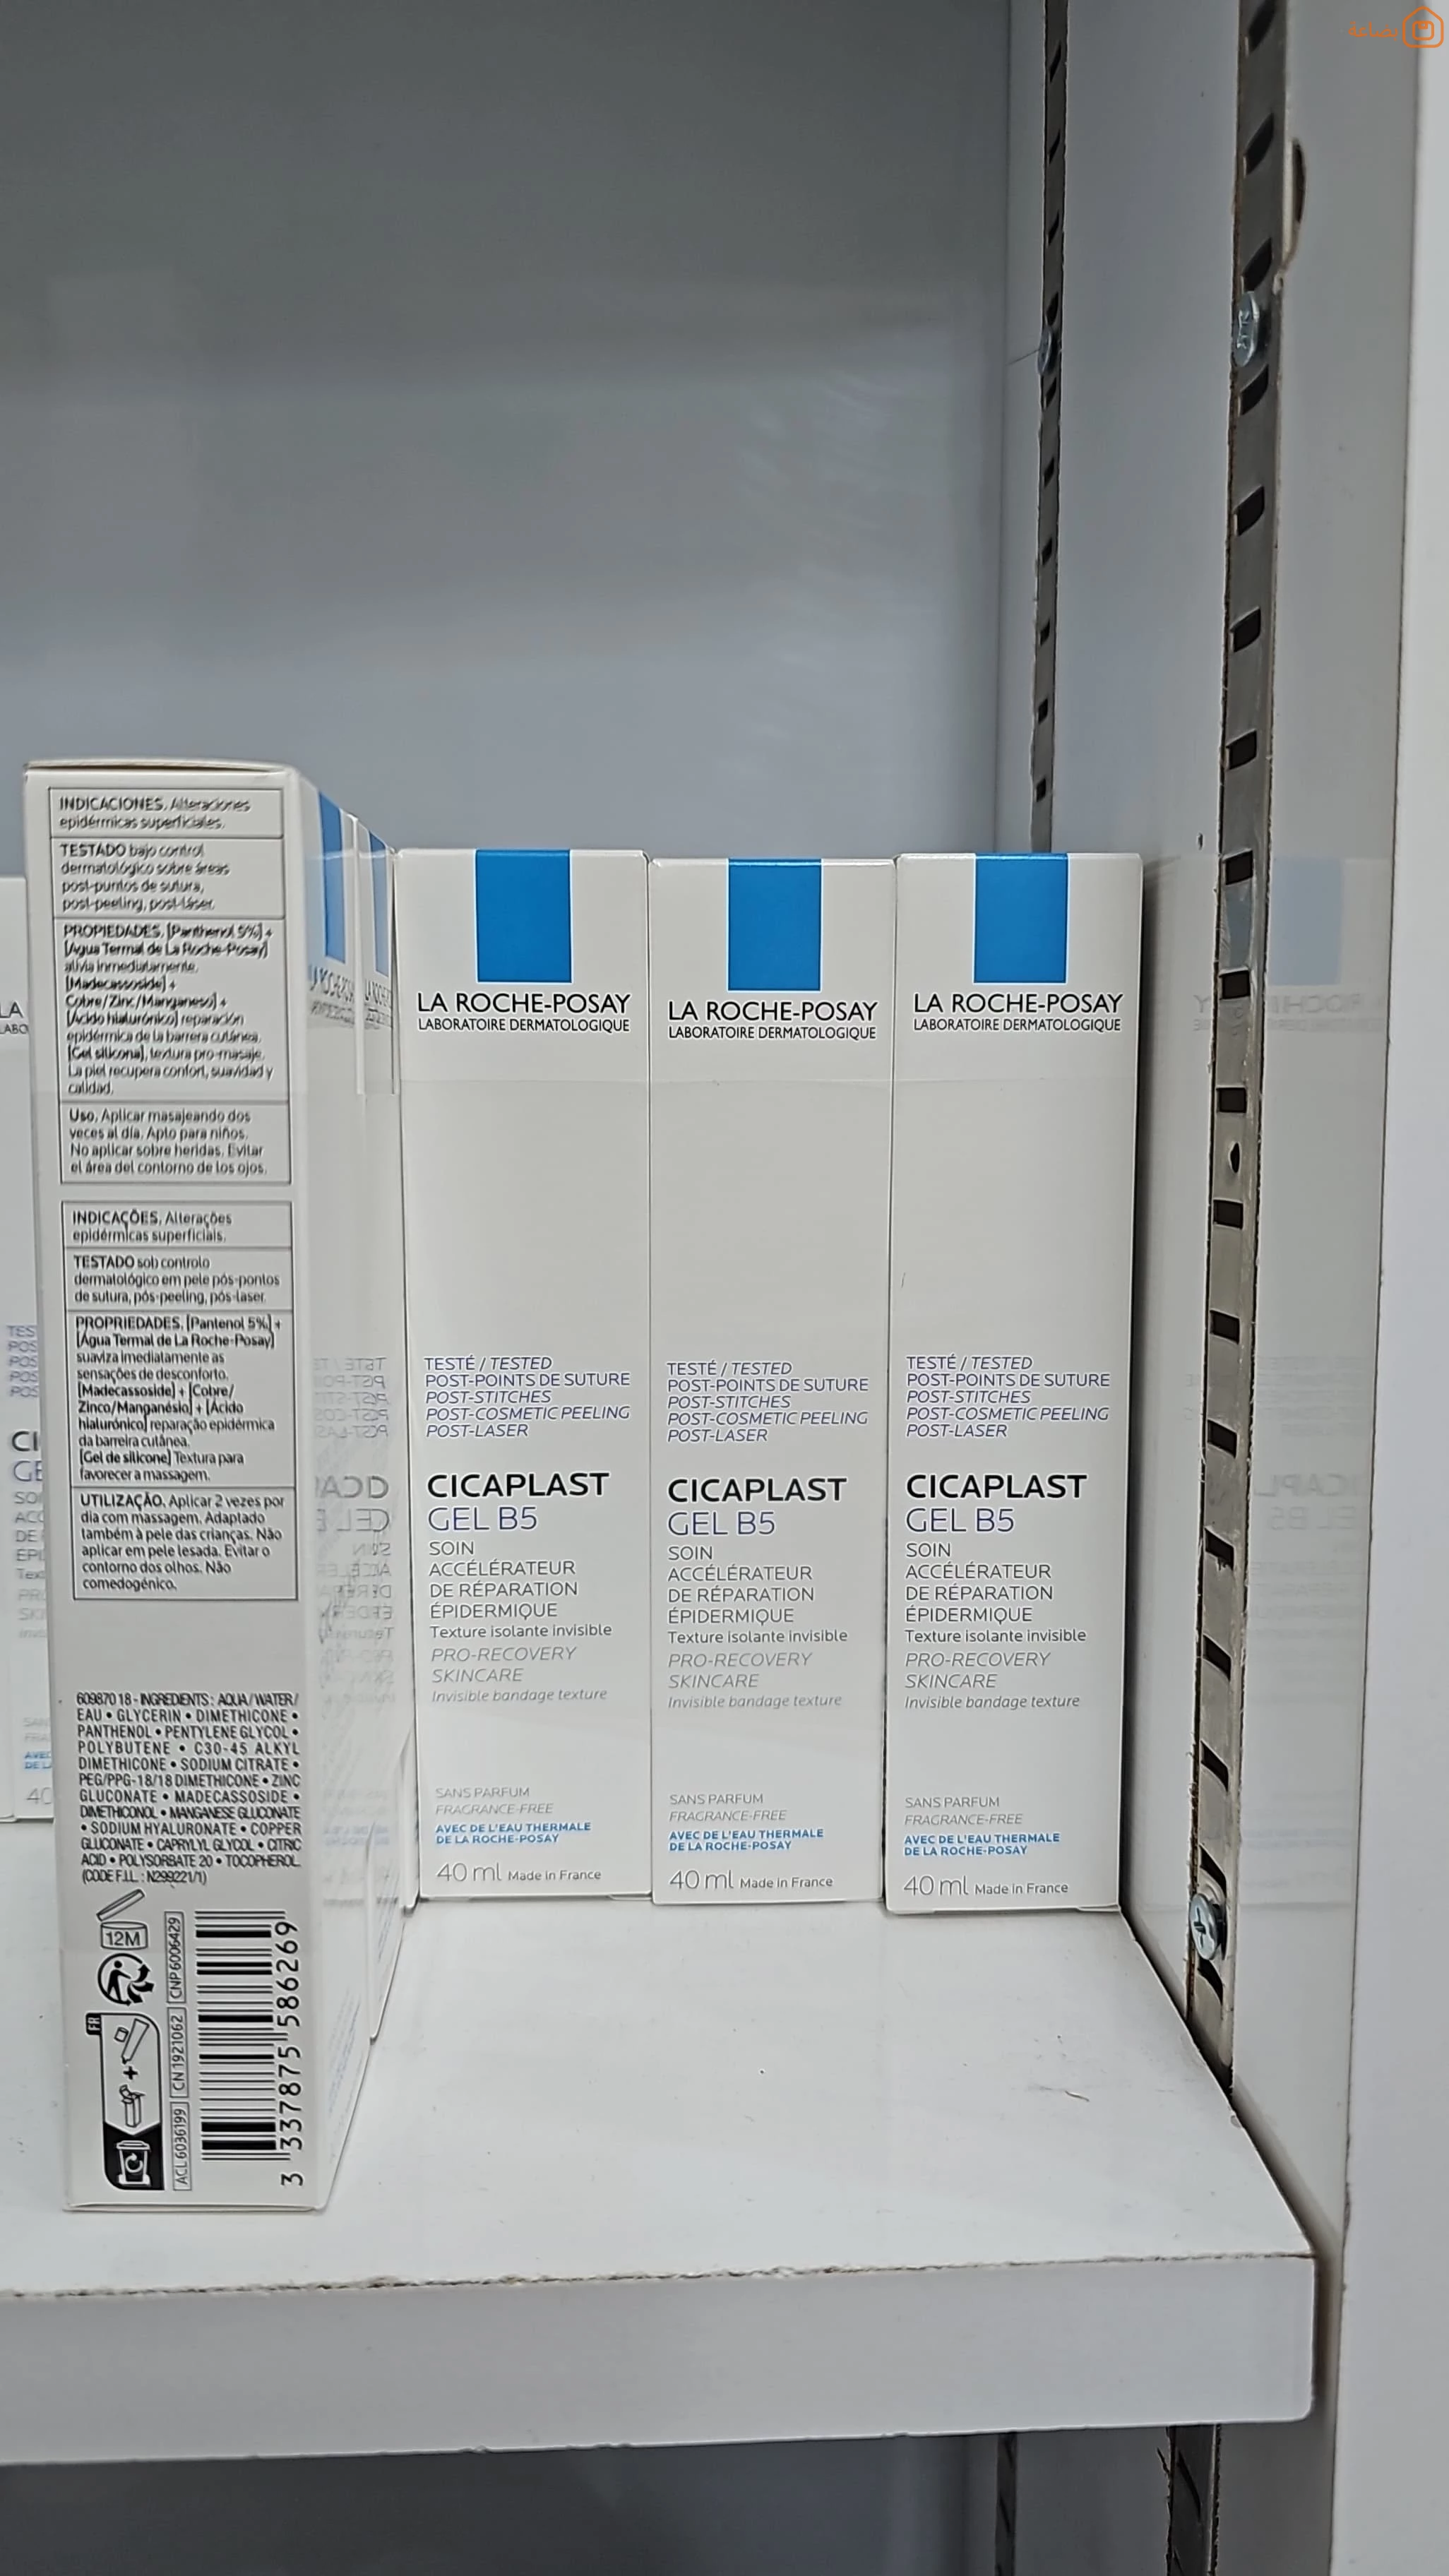 بضاعة
INDICACIONES. Alteraciones
epidérmicas superficiales.
TESTADO bajo control
dermatológico sobre áreas
post-puntos de sutura,
post-peeling, post-láser.
PROPIEDADES. [Panthenol 5%] +
[Agua Termal de La Roche-Posay]
alivia inmediatamente.
[Madecassoside] +
Cobre/Zinc/Manganeso] +
[Ácido hialurónico] reparación
epidérmica de la barrera cutánea.
[Gel silicona], textura pro-masaje.
La piel recupera confort, suavidad y
calidad.
Uso. Aplicar masajeando dos
veces al día. Apto para niños.
No aplicar sobre heridas. Evitar
el área del contorno de los ojos.
INDICAÇÕES. Alterações
epidérmicas superficiais.
TESTADO sob controlo
dermatológico em pele pós-pontos
de sutura, pós-peeling, pós-laser.
PROPRIEDADES. [Pantenol 5%] +
[Água Termal de La Roche-Posay]
suaviza imediatamente as
sensações de desconforto.
[Madecassoside] + [Cobre/
Zinco/Manganésio] + [Ácido
hialurónico] reparação epidérmica
da barreira cutânea.
[Gel de silicone] Textura para
favorecer a massagem.
UTILIZAÇÃO. Aplicar 2 vezes por
dia com massagem. Adaptado
também à pele das crianças. Não
aplicar em pele lesada. Evitar o
contorno dos olhos. Não
comedogénico.
6098701 8 - INGREDIENTS : AQUA / WATER /
EAU • GLYCERIN • DIMETHICONE •
PANTHENOL • PENTYLENE GLYCOL •
POLYBUTENE • C30-45 ALKYL
DIMETHICONE • SODIUM CITRATE •
PEG/PPG-18/18 DIMETHICONE • ZINC
GLUCONATE • MADECASSOSIDE •
DIMETHICONOL • MANGANESE GLUCONATE
• SODIUM HYALURONATE • COPPER
GLUCONATE • CAPRYLYL GLYCOL • CITRIC
ACID • POLYSORBATE 20 • TOCOPHEROL.
(CODE F.I.L. : N299221/1)
12M
FR
ACL 6036199
CN 1921062
CNP 6006429
3 337875 586269
LA ROCHE-POSAY
LABORATOIRE DERMATOLOGIQUE
TESTÉ / TESTED
POST-POINTS DE SUTURE
POST-STITCHES
POST-COSMETIC PEELING
POST-LASER
CICAPLAST
GEL B5
SOIN
ACCÉLÉRATEUR
DE RÉPARATION
ÉPIDERMIQUE
Texture isolante invisible
PRO-RECOVERY
SKINCARE
Invisible bandage texture
SANS PARFUM
FRAGRANCE-FREE
AVEC DE L'EAU THERMALE
DE LA ROCHE-POSAY
40 ml Made in France
LA ROCHE-POSAY
LABORATOIRE DERMATOLOGIQUE
TESTÉ / TESTED
POST-POINTS DE SUTURE
POST-STITCHES
POST-COSMETIC PEELING
POST-LASER
CICAPLAST
GEL B5
SOIN
ACCÉLÉRATEUR
DE RÉPARATION
ÉPIDERMIQUE
Texture isolante invisible
PRO-RECOVERY
SKINCARE
Invisible bandage texture
SANS PARFUM
FRAGRANCE-FREE
AVEC DE L'EAU THERMALE
DE LA ROCHE-POSAY
40 ml Made in France
LA ROCHE-POSAY
LABORATOIRE DERMATOLOGIQUE
TESTÉ / TESTED
POST-POINTS DE SUTURE
POST-STITCHES
POST-COSMETIC PEELING
POST-LASER
CICAPLAST
GEL B5
SOIN
ACCÉLÉRATEUR
DE RÉPARATION
ÉPIDERMIQUE
Texture isolante invisible
PRO-RECOVERY
SKINCARE
Invisible bandage texture
SANS PARFUM
FRAGRANCE-FREE
AVEC DE L'EAU THERMALE
DE LA ROCHE-POSAY
40 ml Made in France